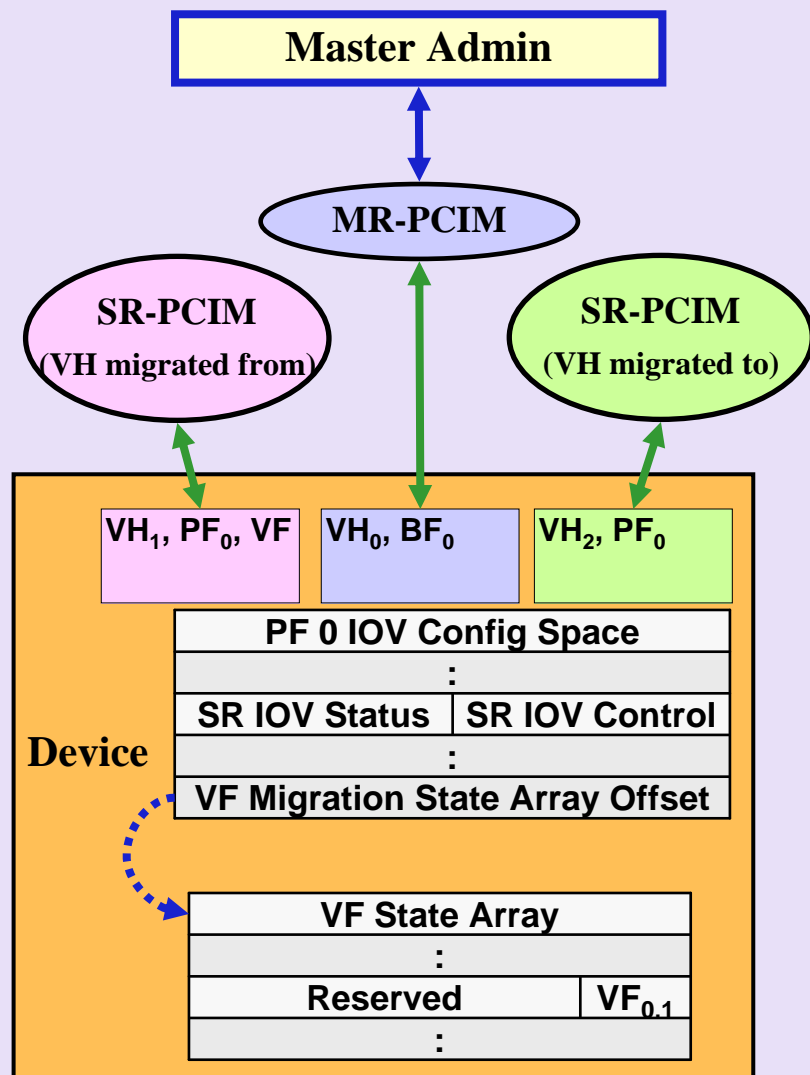 Master Admin
MR-PCIM
SR-PCIM
(VH migrated from)
SR-PCIM
(VH migrated to)
VH₁, PF₀, VF
VH₀, BF₀
VH₂, PF₀
PF 0 IOV Config Space
:
SR IOV Status SR IOV Control
:
VF Migration State Array Offset
Device
VF State Array
:
Reserved VF₀.₁
: